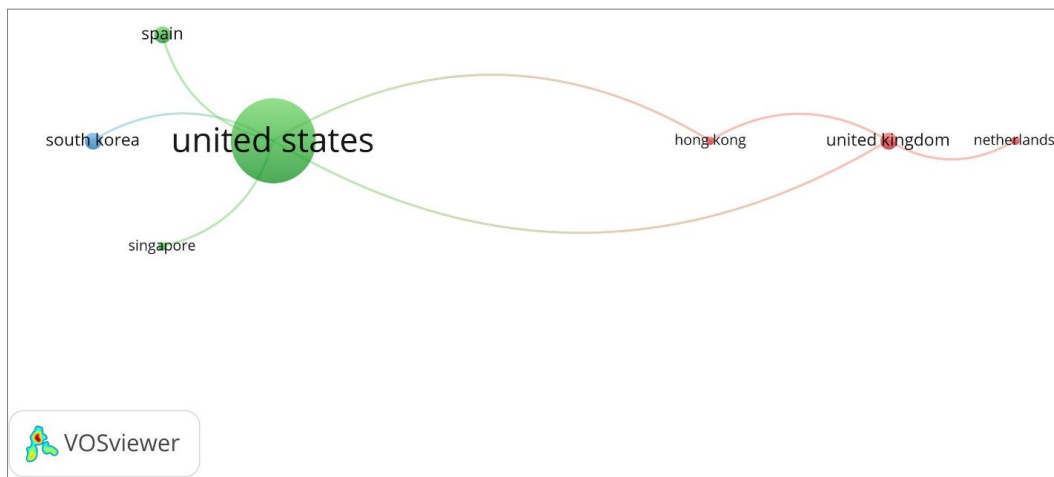 spain
south korea
united states
hong kong
united kingdom
netherlands
singapore
VOSviewer